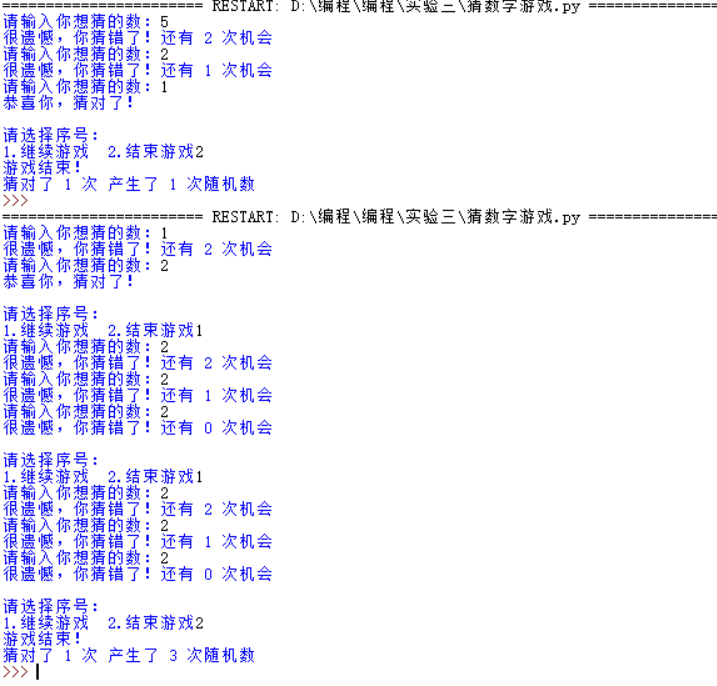 ======================= RESTART: D:\编程\编程\实验三\猜数字游戏.py ===============
请输入你想猜的数: 5
很遗憾，你猜错了! 还有 2 次机会
请输入你想猜的数: 2
很遗憾，你猜错了! 还有 1 次机会
请输入你想猜的数: 1
恭喜你，猜对了!
请选择序号:
1.继续游戏  2.结束游戏2
游戏结束!
猜对了 1 次 产生了 1 次随机数
>>>
======================= RESTART: D:\编程\编程\实验三\猜数字游戏.py ===============
请输入你想猜的数: 1
很遗憾，你猜错了! 还有 2 次机会
请输入你想猜的数: 2
恭喜你，猜对了!
请选择序号:
1.继续游戏  2.结束游戏1
请输入你想猜的数: 2
很遗憾，你猜错了! 还有 2 次机会
请输入你想猜的数: 2
很遗憾，你猜错了! 还有 1 次机会
请输入你想猜的数: 2
很遗憾，你猜错了! 还有 0 次机会
请选择序号:
1.继续游戏  2.结束游戏1
请输入你想猜的数: 2
很遗憾，你猜错了! 还有 2 次机会
请输入你想猜的数: 2
很遗憾，你猜错了! 还有 1 次机会
请输入你想猜的数: 2
很遗憾，你猜错了! 还有 0 次机会
请选择序号:
1.继续游戏  2.结束游戏2
游戏结束!
猜对了 1 次 产生了 3 次随机数
>>>